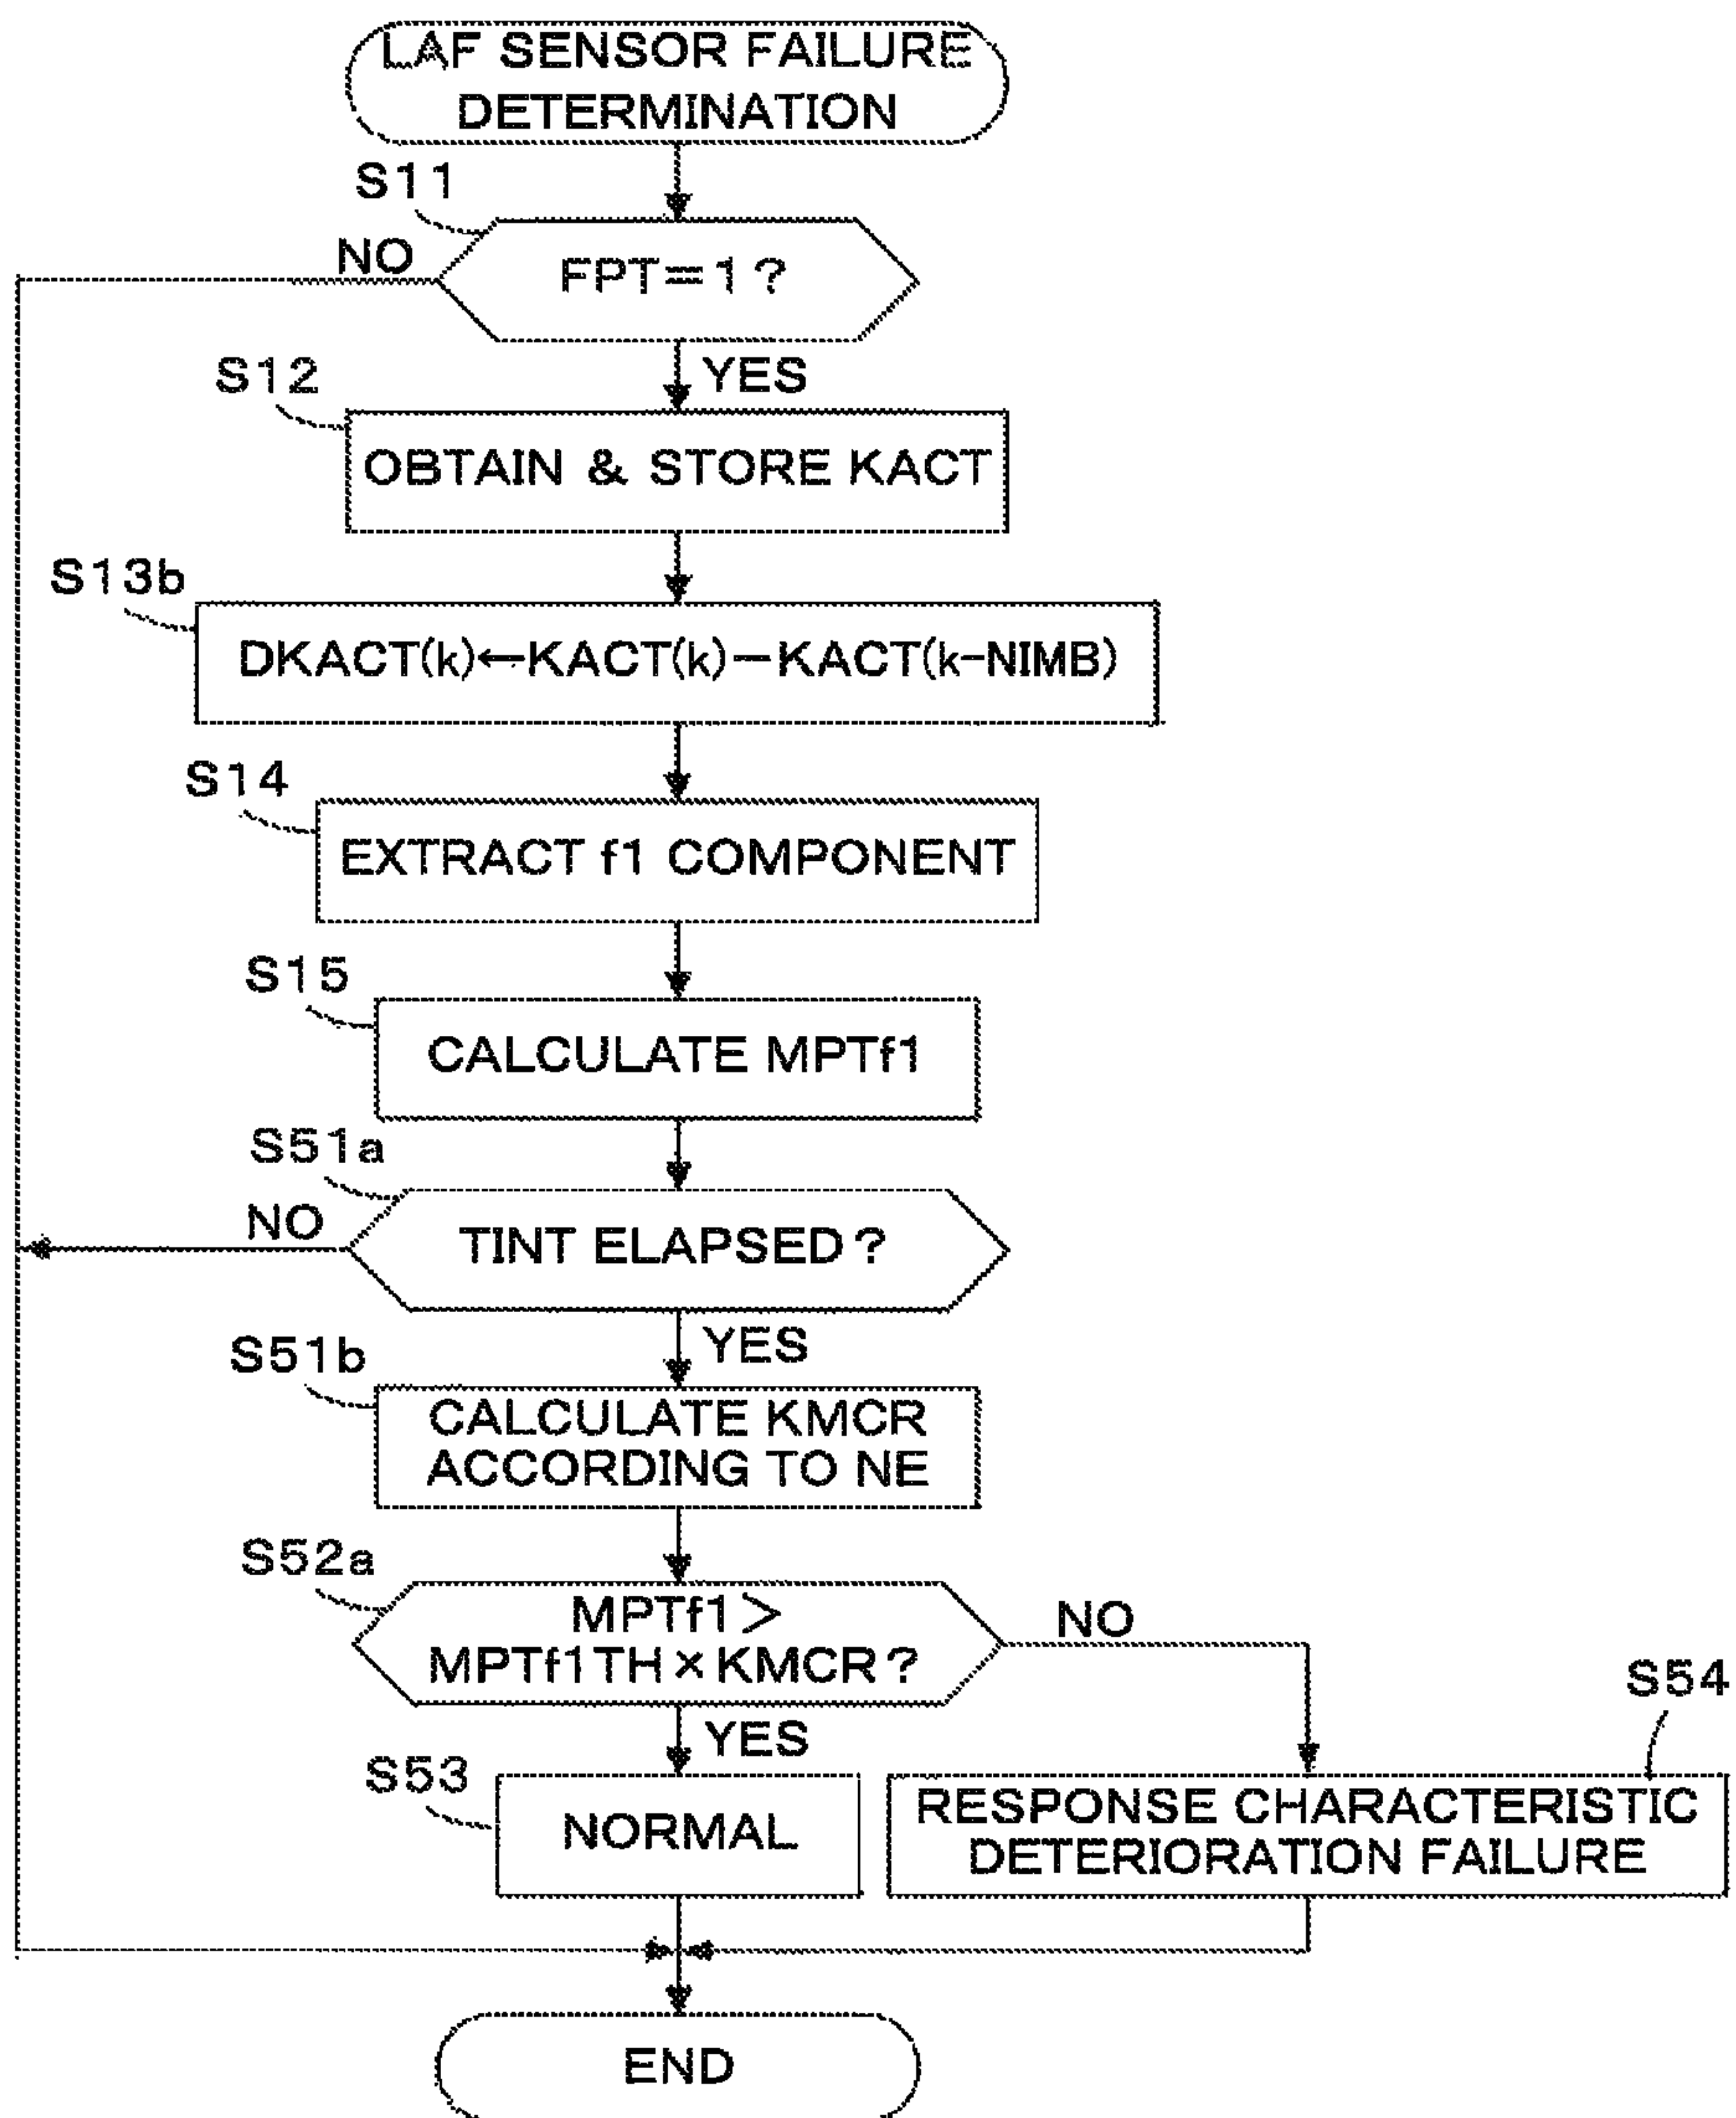 LAF SENSOR FAILURE
DETERMINATION
S11
NO
FPT=1?
YES
S12
OBTAIN & STORE KACT
S13b
DKACT(k)←KACT(k)−KACT(k-NIMB)
S14
EXTRACT f1 COMPONENT
S15
CALCULATE MPTf1
S51a
NO
TINT ELAPSED?
YES
S51b
CALCULATE KMCR
ACCORDING TO NE
S52a
MPTf1>
MPTf1TH×KMCR?
NO
YES
S53
NORMAL
S54
RESPONSE CHARACTERISTIC
DETERIORATION FAILURE
END